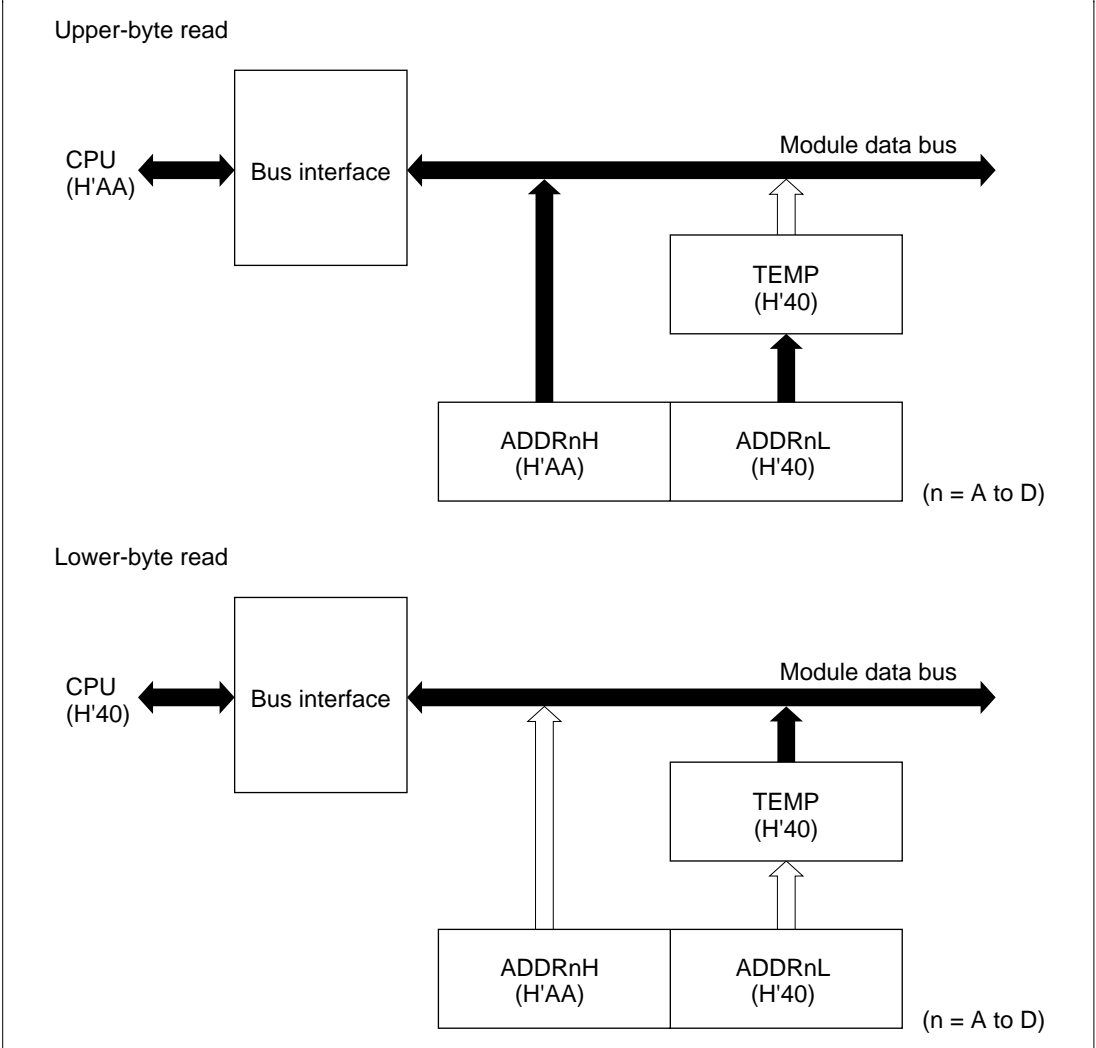 Upper-byte read
Module data bus
CPU
(H'AA)
Bus interface
TEMP
(H'40)
ADDRnH
(H'AA)
ADDRnL
(H'40)
(n = A to D)
Lower-byte read
Module data bus
CPU
(H'40)
Bus interface
TEMP
(H'40)
ADDRnH
(H'AA)
ADDRnL
(H'40)
(n = A to D)